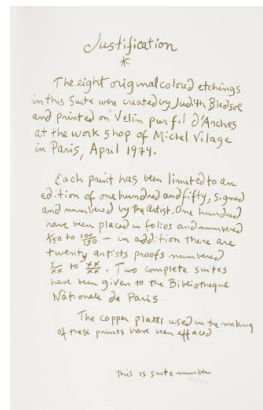 Justification
*
The eight original colored etchings
in this Suite were created by Judith Bledsoe
and printed on Velin pur fil d'Arches
at the work shop of Michel Vilage
in Paris, April 1974.
Each print has been limited to an
edition of one hundred and fifty, signed
and numbered by the artist. One hundred
have been placed in folios and numbered
1/150 to 100/150 – in addition there are
twenty artists proofs numbered
I/XX to XX/XX. Two complete suites
have been given to the Bibliotheque
Nationale de Paris.
The copper plates used in the making
of these prints have been effaced
This is suite number